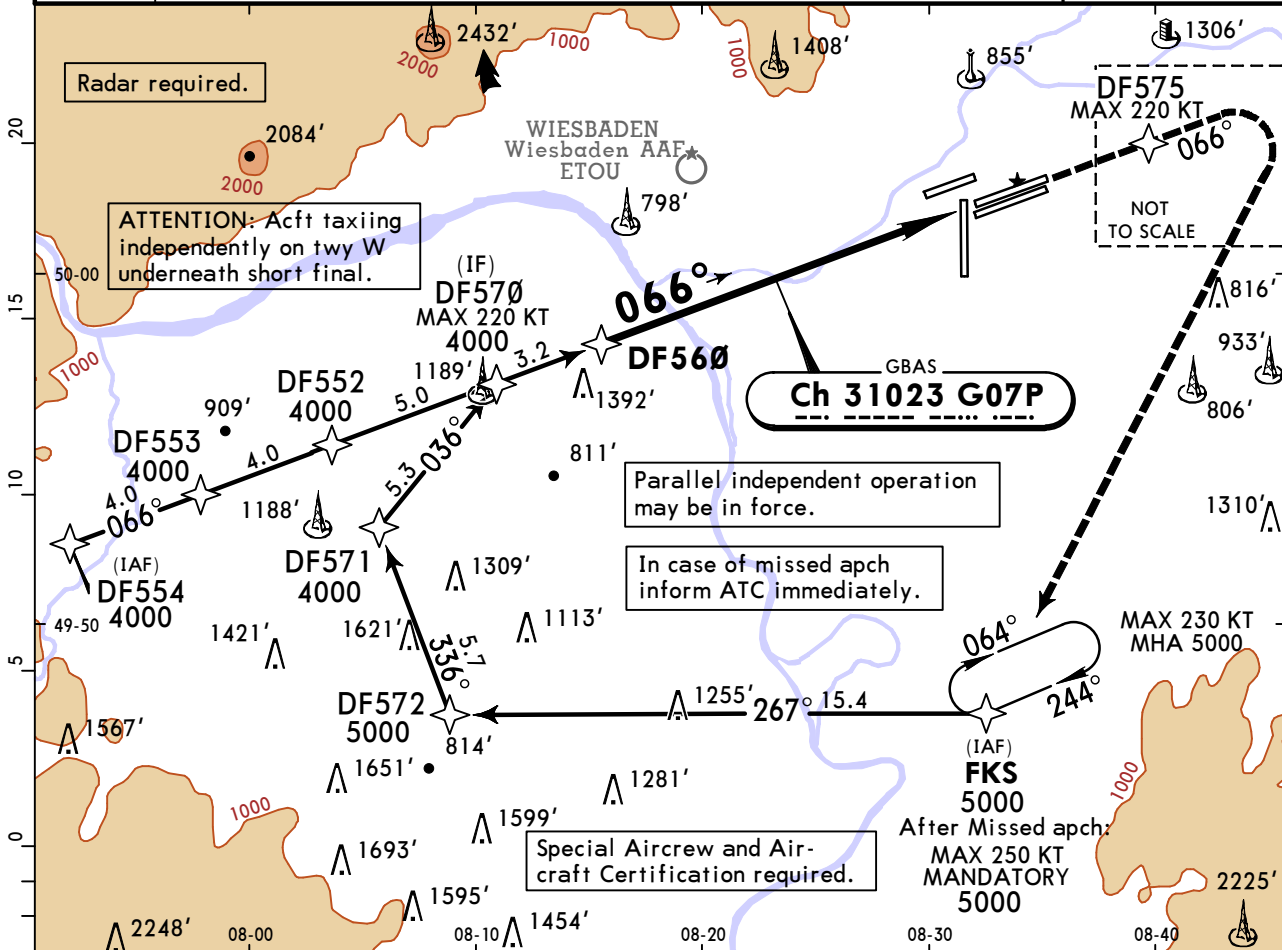 2432'
1000
1408'
1000
855'
1306'
2000
Radar required.
DF575
MAX 220 KT
066°
20
2084'
2000
WIESBADEN
Wiesbaden AAF
ETOU
798'
NOT
TO SCALE
ATTENTION: Acft taxiing
independently on twy W
underneath short final.
50-00
(IF)
DF57Ø
MAX 220 KT
4000
066°
816'
15
1000
933'
DF56Ø
3.2
1189'
GBAS
Ch 31023 G07P
1392'
806'
DF552
4000
5.0
909'
DF553
4000
4.0
036°
5.3
811'
Parallel independent operation
may be in force.
10
4.0
066°
1188'
1310'
(IAF)
DF554
4000
DF571
4000
1309'
In case of missed apch
inform ATC immediately.
49-50
1421'
1621'
1113'
064°
MAX 230 KT
MHA 5000
5
5.7
336°
244°
DF572
5000
1255'
267°
15.4
814'
1567'
(IAF)
FKS
5000
After Missed apch:
MAX 250 KT
MANDATORY
5000
1651'
1281'
1000
1000
1599'
0
1693'
Special Aircrew and Air-
craft Certification required.
1595'
2225'
2248'
1454'
08-00
08-10
08-20
08-30
08-40